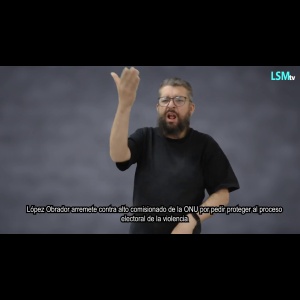 LSMtv
López Obrador arremete contra alto comisionado de la ONU por pedir proteger al proceso
electoral de la violencia